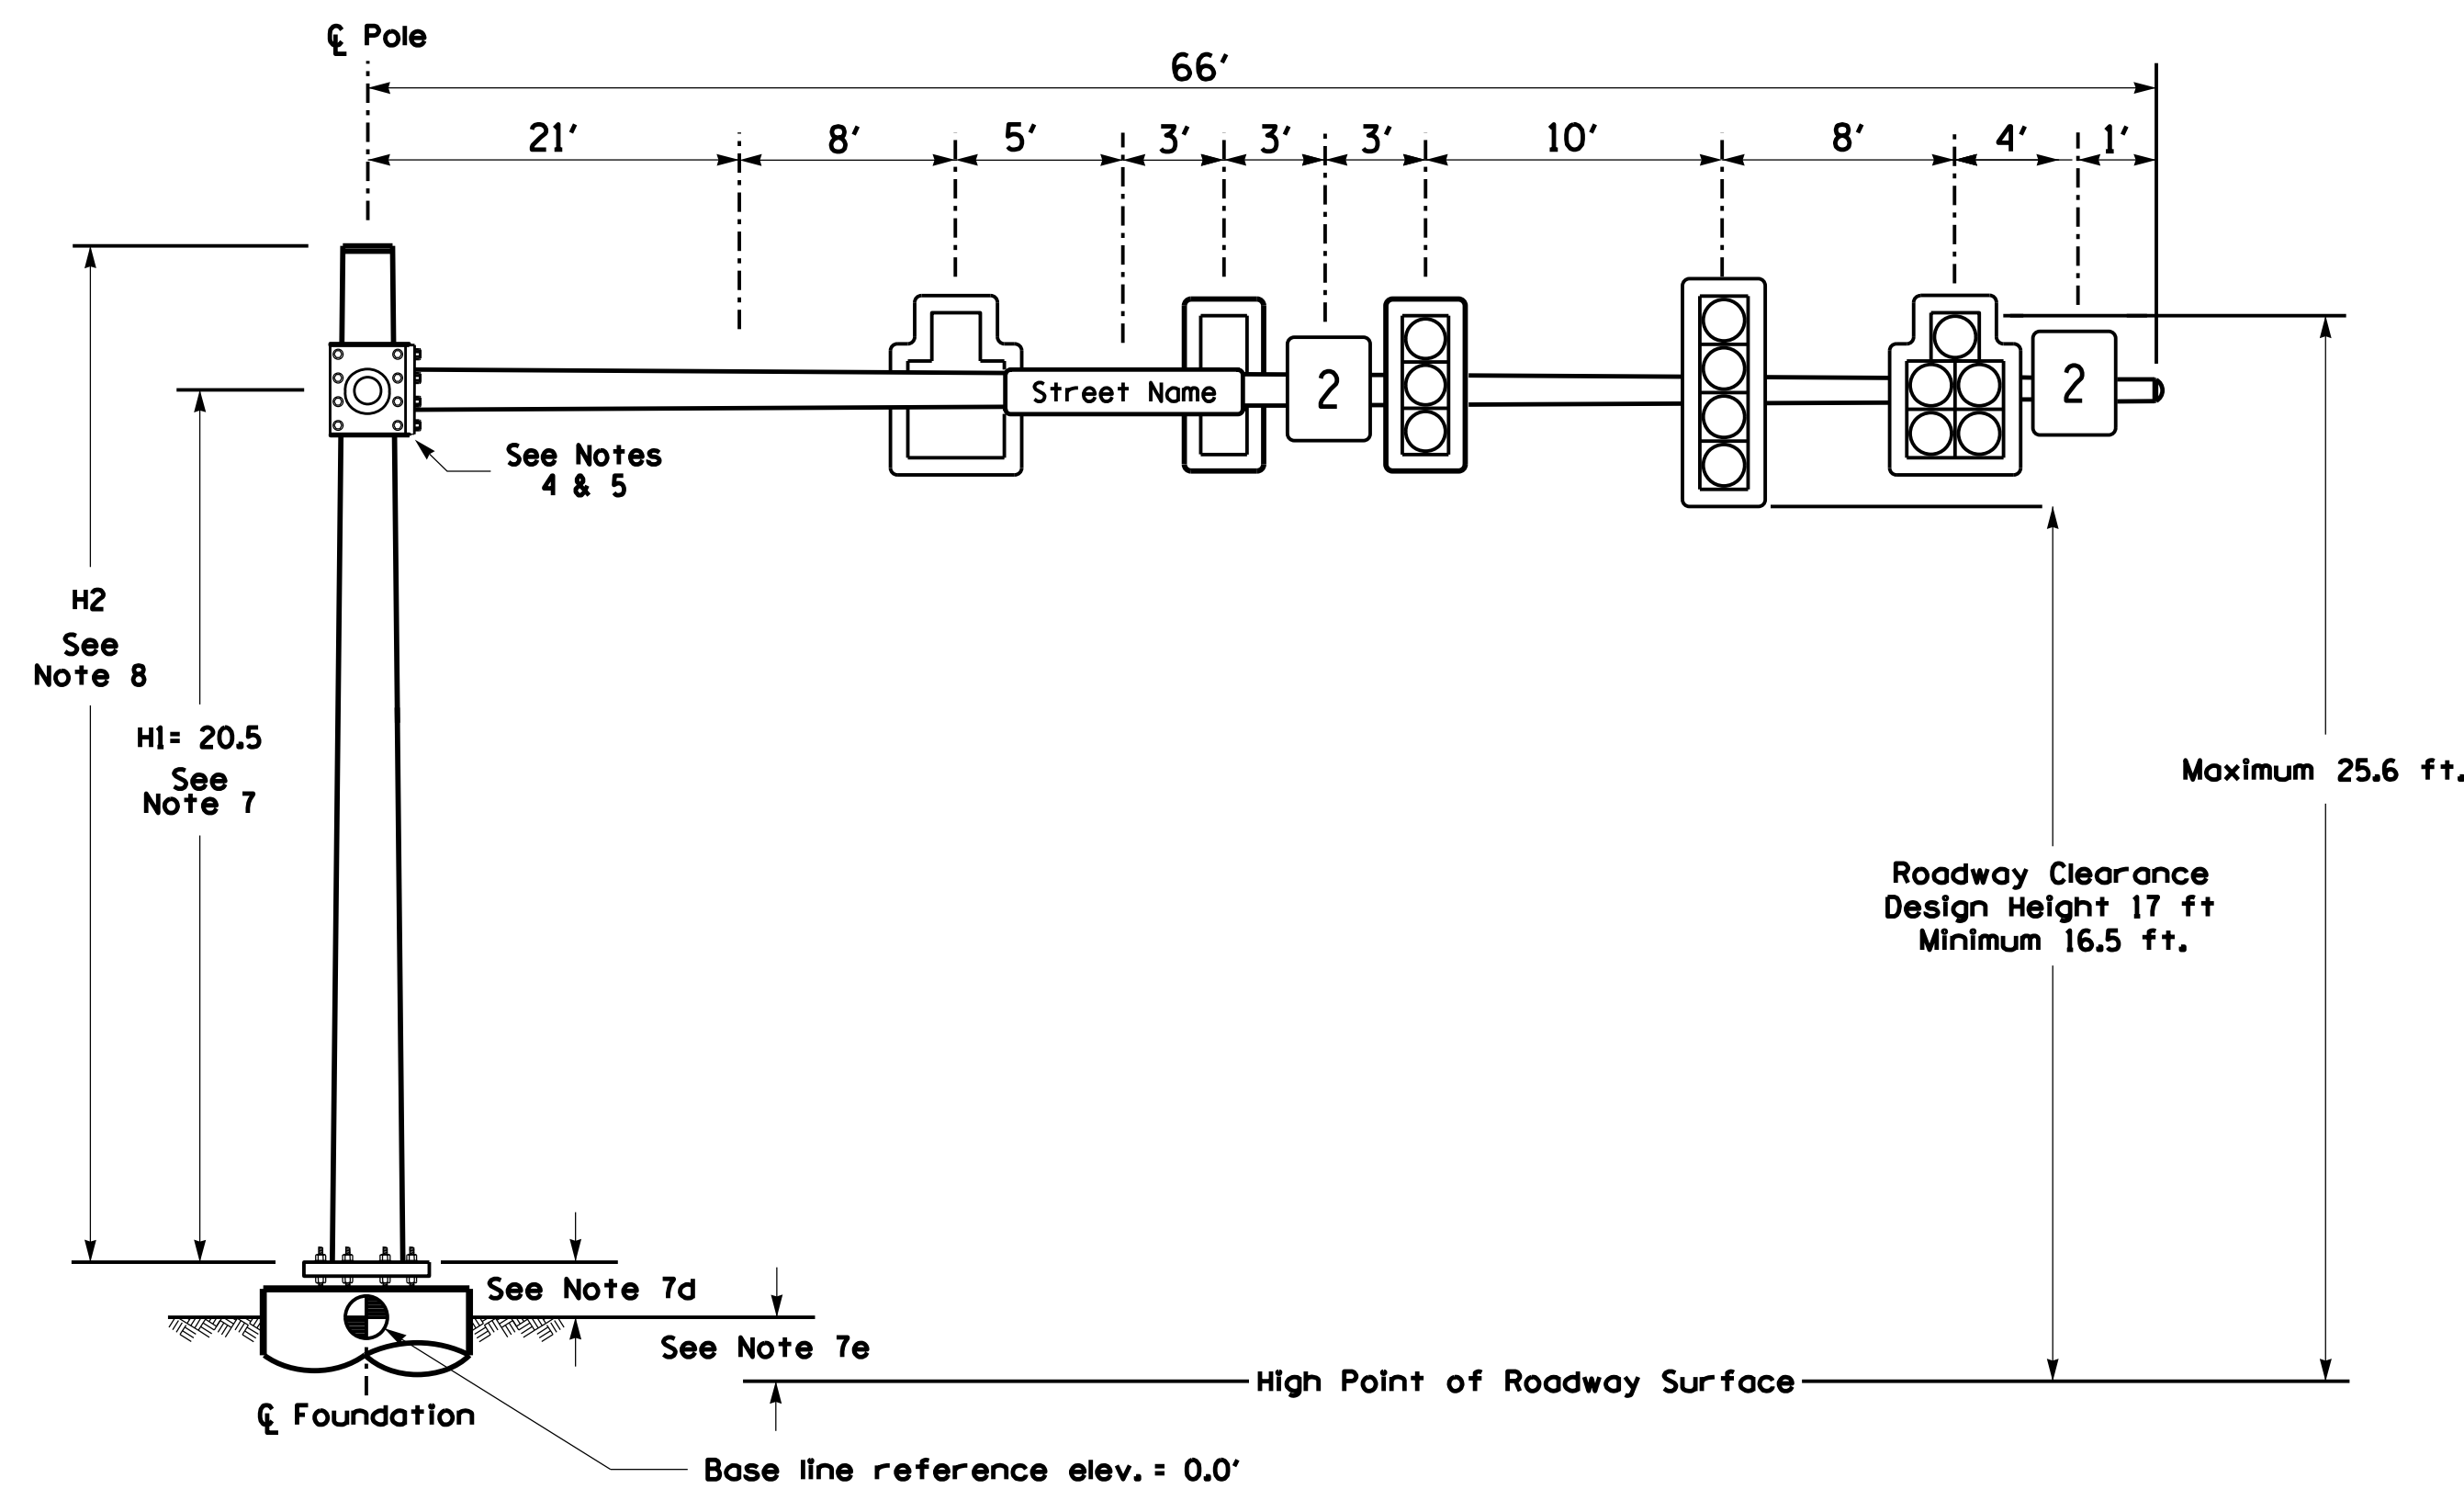 ℄ Pole
66'
21' 8' 5' 3' 3' 3' 10' 8' 4' 1'
Street Name
2
2
See Notes
4 & 5
H2
See
Note 8
H1= 20.5
See
Note 7
Maximum 25.6 ft.
Roadway Clearance
Design Height 17 ft
Minimum 16.5 ft.
See Note 7d
See Note 7e
High Point of Roadway Surface
℄ Foundation
Base line reference elev. = 0.0'